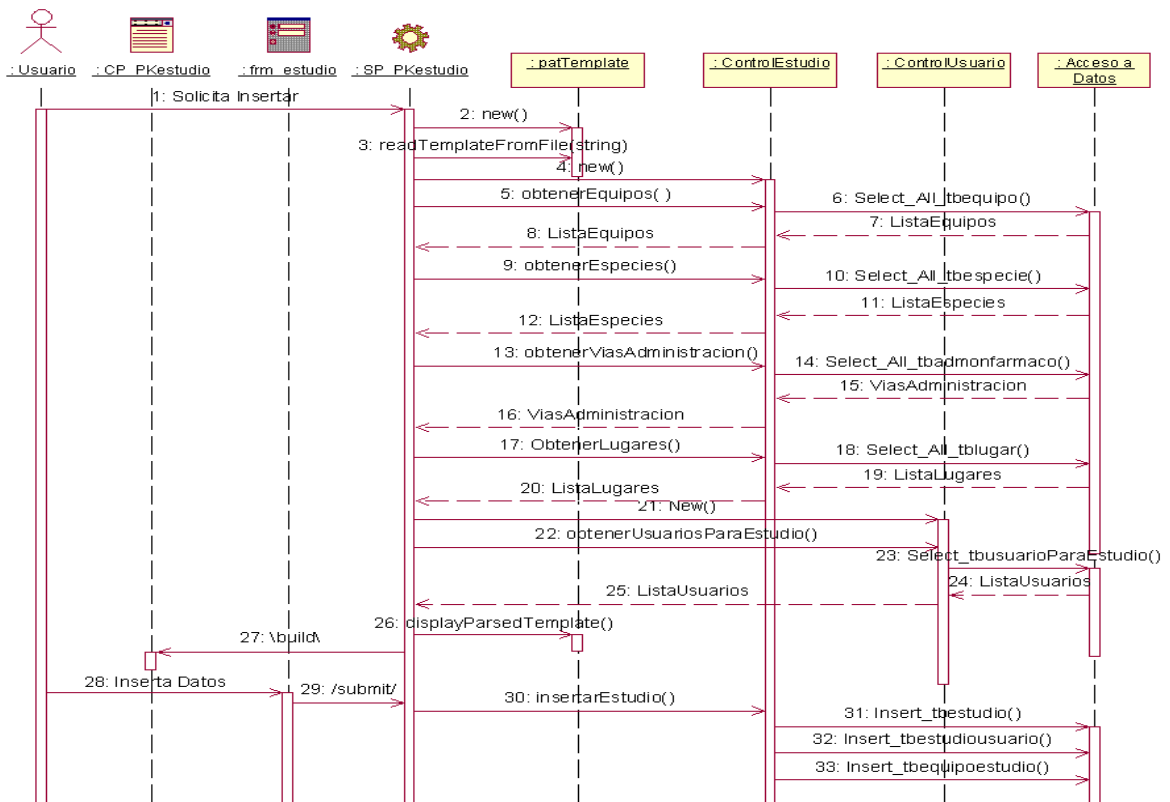 : Usuario
: CP_PKestudio
: frm_estudio
: SP_PKestudio
: patTemplate
: ControlEstudio
: ControlUsuario
: Acceso a
Datos
1: Solicita Insertar
2: new()
3: readTemplateFromFile(string)
4: new()
5: obtenerEquipos( )
6: Select_All_tbequipo()
7: ListaEquipos
8: ListaEquipos
9: obtenerEspecies()
10: Select_All_tbespecie()
11: ListaEspecies
12: ListaEspecies
13: obtenerViasAdministracion()
14: Select_All_tbadmonfarmaco()
15: ViasAdministracion
16: ViasAdministracion
17: ObtenerLugares()
18: Select_All_tblugar()
19: ListaLugares
20: ListaLugares
21: New()
22: obtenerUsuariosParaEstudio()
23: Select_tbusuarioParaEstudio()
24: ListaUsuarios
25: ListaUsuarios
26: displayParsedTemplate()
27: \build\
28: Inserta Datos
29: /submit/
30: insertarEstudio()
31: Insert_tbestudio()
32: Insert_tbestudiousuario()
33: Insert_tbequipoestudio()